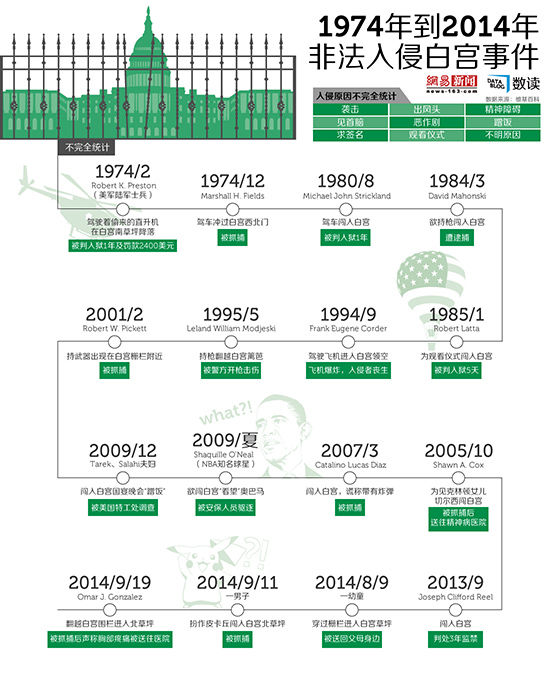 1974年到2014年
非法入侵白宫事件
網易新闻
news·163.com
DATA
BLOG
数读
数据来源：维基百科
入侵原因不完全统计
袭击 出风头 精神障碍
见首脑 恶作剧 蹭饭
求签名 观看仪式 不明原因
不完全统计
1974/2
Robert K. Preston
（美军陆军士兵）
驾驶着偷来的直升机
在白宫南草坪降落
被判入狱1年及罚款2400美元
1974/12
Marshall H. Fields
驾车冲过白宫西北门
被抓捕
1980/8
Michael John Strickland
驾车闯入白宫
被判入狱1年
1984/3
David Mahonski
欲持枪闯入白宫
遭逮捕
2001/2
Robert W. Pickett
持武器出现在白宫栅栏附近
被抓捕
1995/5
Leland William Modjeski
持枪翻越白宫篱笆
被警方开枪击伤
1994/9
Frank Eugene Corder
驾驶飞机进入白宫领空
飞机爆炸，入侵者丧生
1985/1
Robert Latta
为观看仪式闯入白宫
被判入狱5天
what?!
2009/12
Tarek、Salahi夫妇
闯入白宫国宴晚会“蹭饭”
被美国特工处调查
2009/夏
Shaquille O'Neal
（NBA知名球星）
欲闯白宫“看望”奥巴马
被安保人员驱逐
2007/3
Catalino Lucas Diaz
闯入白宫，谎称带有炸弹
被抓捕
2005/10
Shawn A. Cox
为见克林顿女儿
切尔西闯白宫
被抓捕后
送往精神病医院
?!?
2014/9/19
Omar J. Gonzalez
翻越白宫围栏进入北草坪
被抓捕后声称胸部疼痛被送往医院
2014/9/11
一男子
扮作皮卡丘闯入白宫北草坪
被抓捕
2014/8/9
一幼童
穿过栅栏进入白宫草坪
被送回父母身边
2013/9
Joseph Clifford Reel
闯入白宫
判处3年监禁